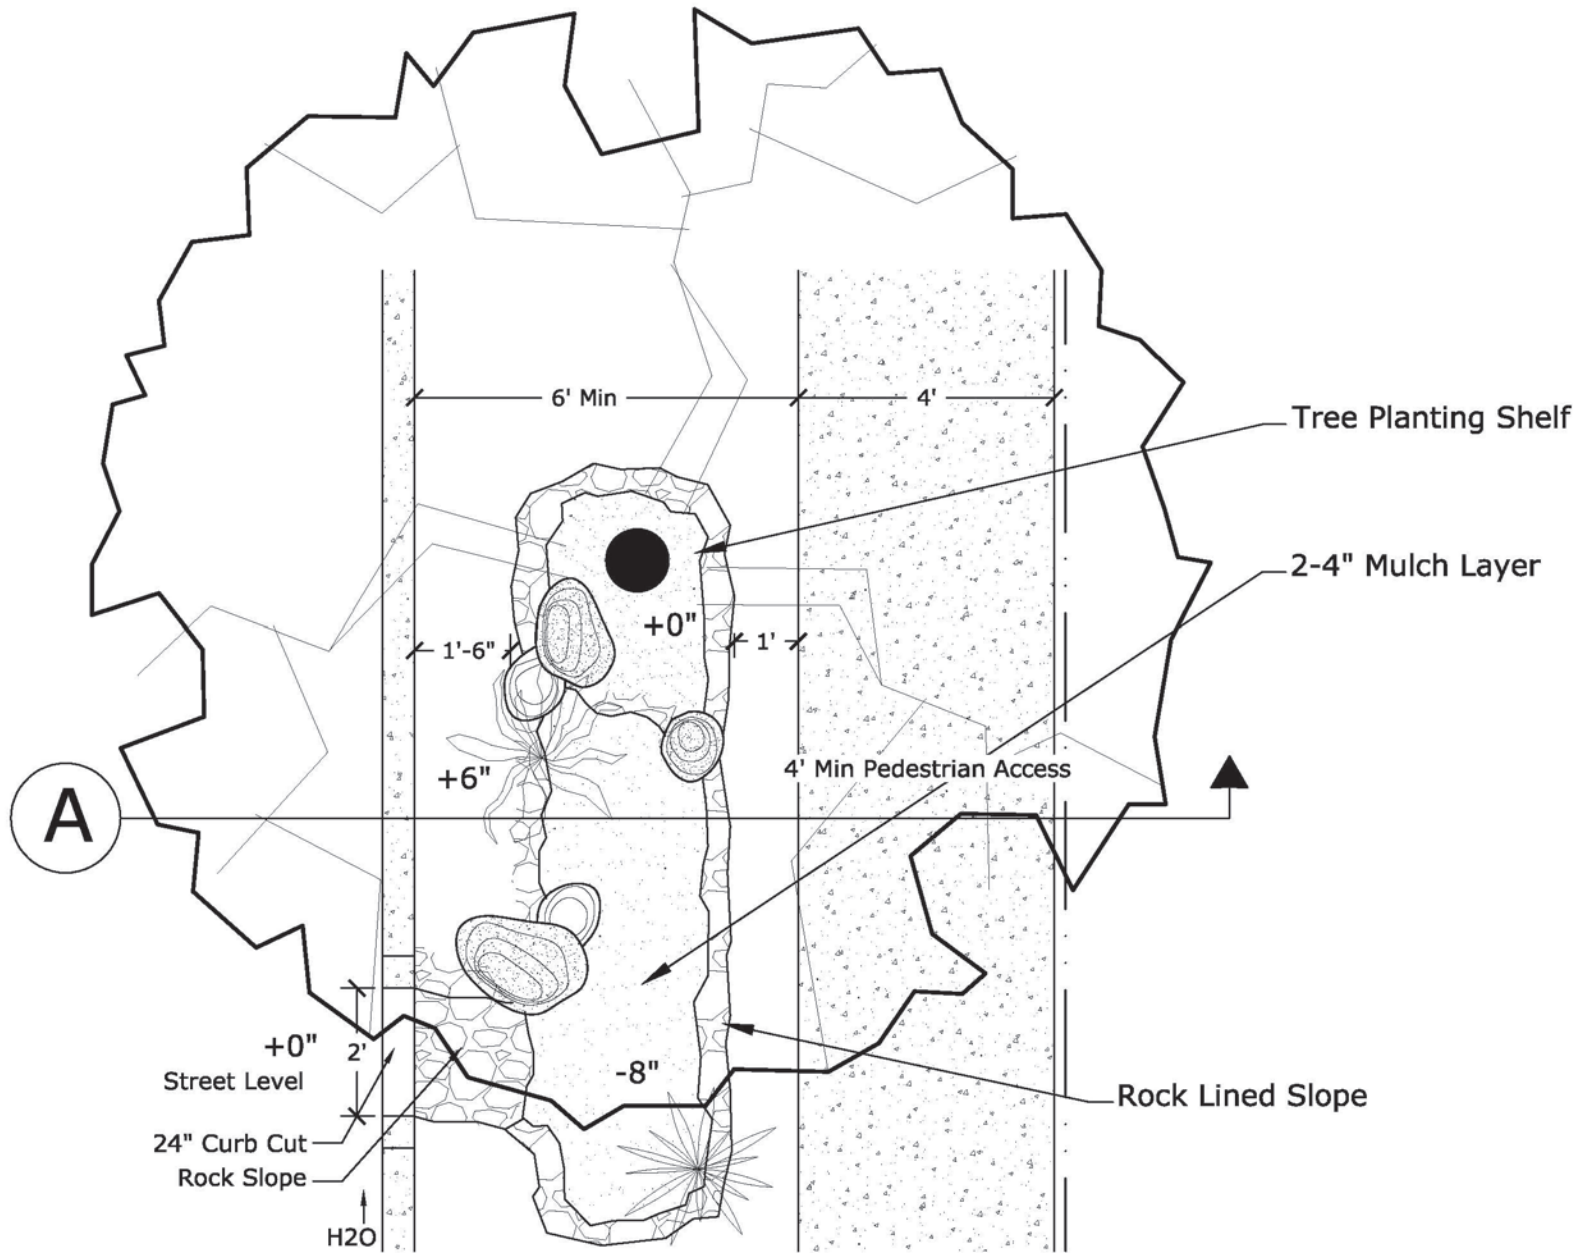 6' Min
4'
Tree Planting Shelf
2-4" Mulch Layer
+0"
1'-6"
1'
+6"
4' Min Pedestrian Access
A
+0"
2'
Street Level
-8"
Rock Lined Slope
24" Curb Cut
Rock Slope
H2O